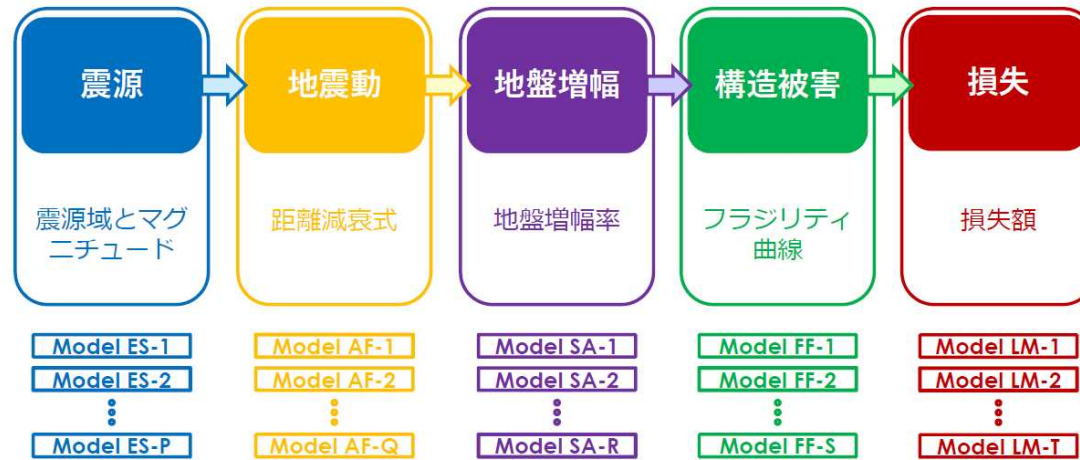 震源
地震動
地盤増幅
構造被害
損失
震源域とマグ
ニチュード
距離減衰式
地盤増幅率
フラジリティ
曲線
損失額
Model ES-1
Model AF-1
Model SA-1
Model FF-1
Model LM-1
Model ES-2
Model AF-2
Model SA-2
Model FF-2
Model LM-2
Model ES-P
Model AF-Q
Model SA-R
Model FF-S
Model LM-T